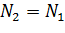 N₂ = N₁